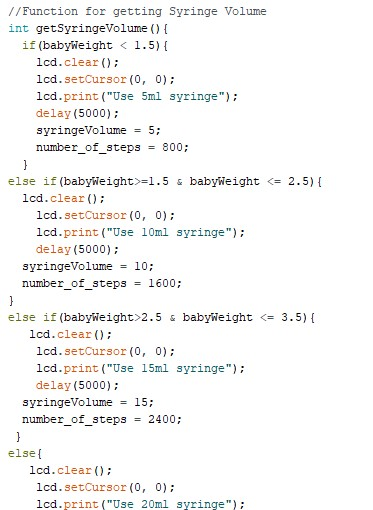 //Function for getting Syringe Volume
int getSyringeVolume(){
if(babyWeight < 1.5){
lcd.clear();
lcd.setCursor(0, 0);
lcd.print("Use 5ml syringe");
delay(5000);
syringeVolume = 5;
number_of_steps = 800;
}
else if(babyWeight>=1.5 & babyWeight <= 2.5){
lcd.clear();
lcd.setCursor(0, 0);
lcd.print("Use 10ml syringe");
delay(5000);
syringeVolume = 10;
number_of_steps = 1600;
}
else if(babyWeight>2.5 & babyWeight <= 3.5){
lcd.clear();
lcd.setCursor(0, 0);
lcd.print("Use 15ml syringe");
delay(5000);
syringeVolume = 15;
number_of_steps = 2400;
}
else{
lcd.clear();
lcd.setCursor(0, 0);
lcd.print("Use 20ml syringe");